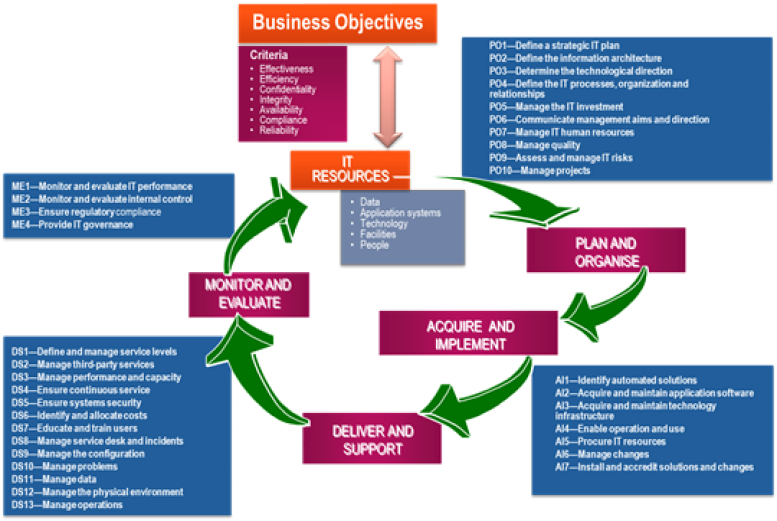 Business Objectives
Criteria
• Effectiveness
• Efficiency
• Confidentiality
• Integrity
• Availability
• Compliance
• Reliability
IT
RESOURCES
• Data
• Application systems
• Technology
• Facilities
• People
PO1—Define a strategic IT plan
PO2—Define the information architecture
PO3—Determine the technological direction
PO4—Define the IT processes, organization and
relationships
PO5—Manage the IT investment
PO6—Communicate management aims and direction
PO7—Manage IT human resources
PO8—Manage quality
PO9—Assess and manage IT risks
PO10—Manage projects
PLAN AND
ORGANISE
ACQUIRE AND
IMPLEMENT
AI1—Identify automated solutions
AI2—Acquire and maintain application software
AI3—Acquire and maintain technology
infrastructure
AI4—Enable operation and use
AI5—Procure IT resources
AI6—Manage changes
AI7—Install and accredit solutions and changes
DELIVER AND
SUPPORT
DS1—Define and manage service levels
DS2—Manage third-party services
DS3—Manage performance and capacity
DS4—Ensure continuous service
DS5—Ensure systems security
DS6—Identify and allocate costs
DS7—Educate and train users
DS8—Manage service desk and incidents
DS9—Manage the configuration
DS10—Manage problems
DS11—Manage data
DS12—Manage the physical environment
DS13—Manage operations
MONITOR AND
EVALUATE
ME1—Monitor and evaluate IT performance
ME2—Monitor and evaluate internal control
ME3—Ensure regulatory compliance
ME4—Provide IT governance